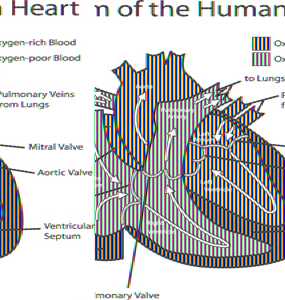 Heart
n of the Human
xygen-rich Blood
xygen-poor Blood
Ox
Ox
to Lungs
Pulmonary Veins
rom Lungs
P
f
Mitral Valve
Aortic Valve
Ventricular
Septum
monary Valve